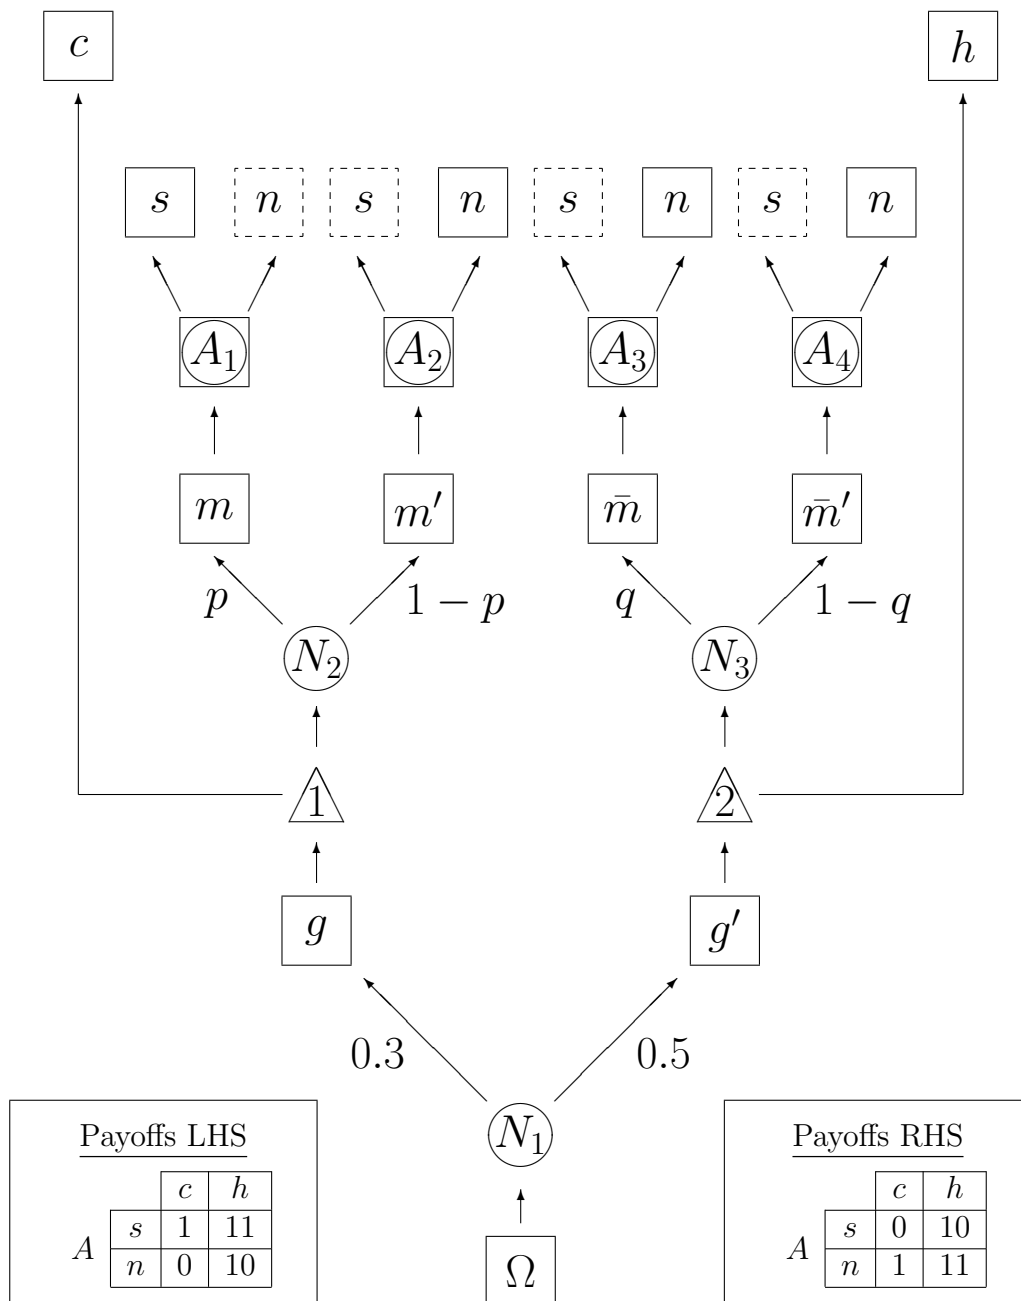 c h
s n s n s n s n
A₁ A₂ A₃ A₄
m m′ m̄ m̄′
p 1 − p q 1 − q
N₂ N₃
1 2
g g′
0.3 0.5
N₁
Payoffs LHS
c h
s 1 11
A
n 0 10
Payoffs RHS
c h
s 0 10
A
n 1 11
Ω